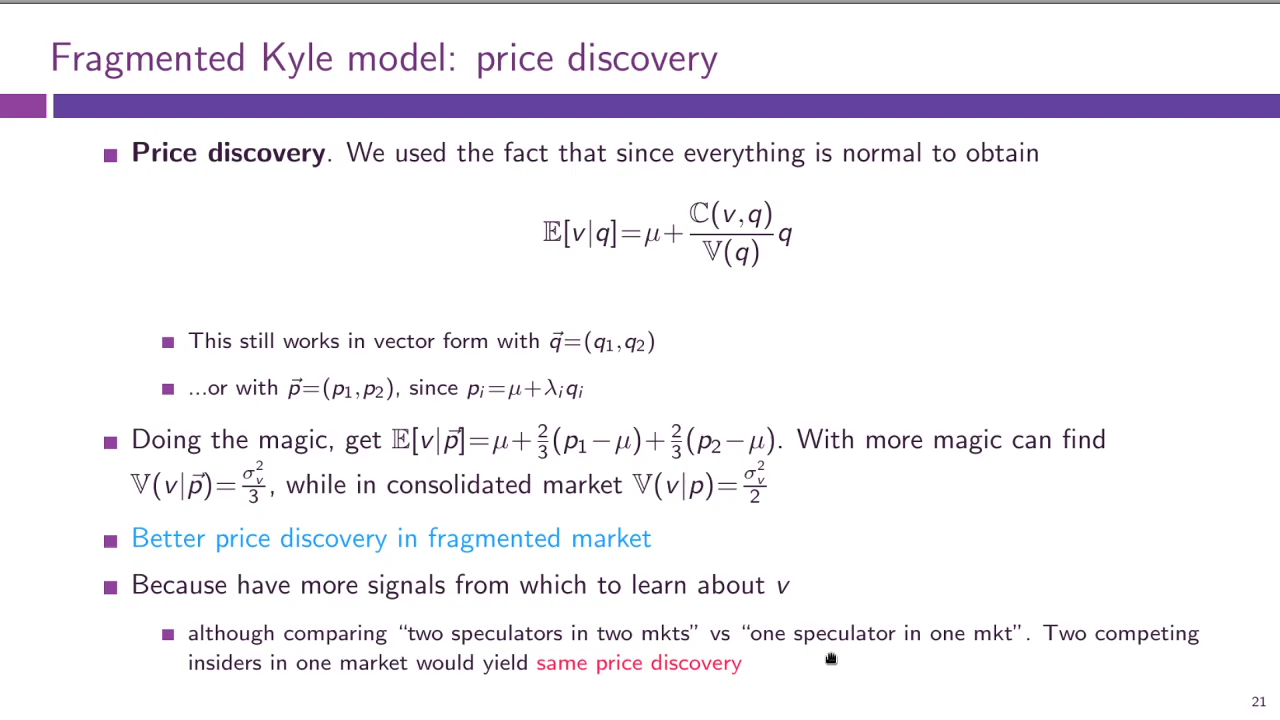 Fragmented Kyle model: price discovery
Price discovery. We used the fact that since everything is normal to obtain
𝔼[v|q]=μ+ ℂ(v,q)/𝕍(q) q
This still works in vector form with q⃗=(q₁,q₂)
...or with p⃗=(p₁,p₂), since pᵢ=μ+λᵢqᵢ
Doing the magic, get 𝔼[v|p⃗]=μ+2/3(p₁−μ)+2/3(p₂−μ). With more magic can find
𝕍(v|p⃗)=σᵥ²/3, while in consolidated market 𝕍(v|p)=σᵥ²/2
Better price discovery in fragmented market
Because have more signals from which to learn about v
although comparing “two speculators in two mkts” vs “one speculator in one mkt”. Two competing
insiders in one market would yield same price discovery
21